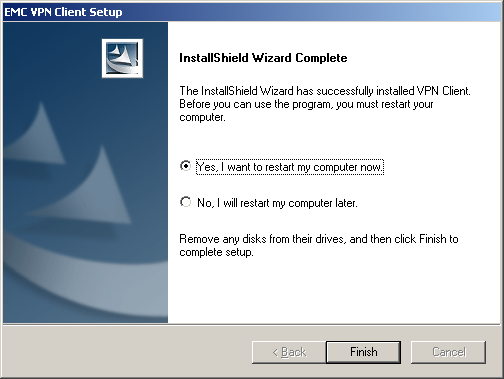 EMC VPN Client Setup
InstallShield Wizard Complete
The InstallShield Wizard has successfully installed VPN Client.
Before you can use the program, you must restart your
computer.
Yes, I want to restart my computer now.
No, I will restart my computer later.
Remove any disks from their drives, and then click Finish to
complete setup.
< Back
Finish
Cancel